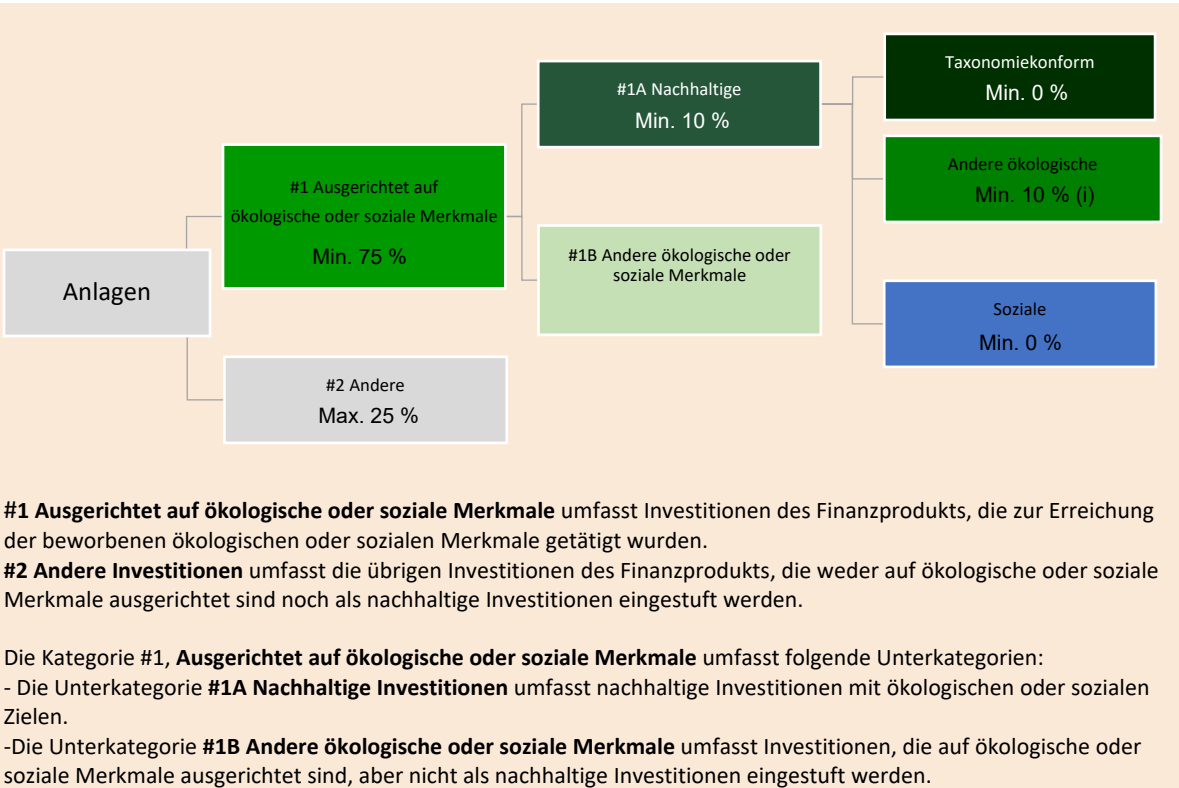 Anlagen
#1 Ausgerichtet auf
ökologische oder soziale Merkmale
Min. 75 %
#2 Andere
Max. 25 %
#1A Nachhaltige
Min. 10 %
#1B Andere ökologische oder
soziale Merkmale
Taxonomiekonform
Min. 0 %
Andere ökologische
Min. 10 % (i)
Soziale
Min. 0 %
#1 Ausgerichtet auf ökologische oder soziale Merkmale umfasst Investitionen des Finanzprodukts, die zur Erreichung
der beworbenen ökologischen oder sozialen Merkmale getätigt wurden.
#2 Andere Investitionen umfasst die übrigen Investitionen des Finanzprodukts, die weder auf ökologische oder soziale
Merkmale ausgerichtet sind noch als nachhaltige Investitionen eingestuft werden.
Die Kategorie #1, Ausgerichtet auf ökologische oder soziale Merkmale umfasst folgende Unterkategorien:
- Die Unterkategorie #1A Nachhaltige Investitionen umfasst nachhaltige Investitionen mit ökologischen oder sozialen
Zielen.
-Die Unterkategorie #1B Andere ökologische oder soziale Merkmale umfasst Investitionen, die auf ökologische oder
soziale Merkmale ausgerichtet sind, aber nicht als nachhaltige Investitionen eingestuft werden.